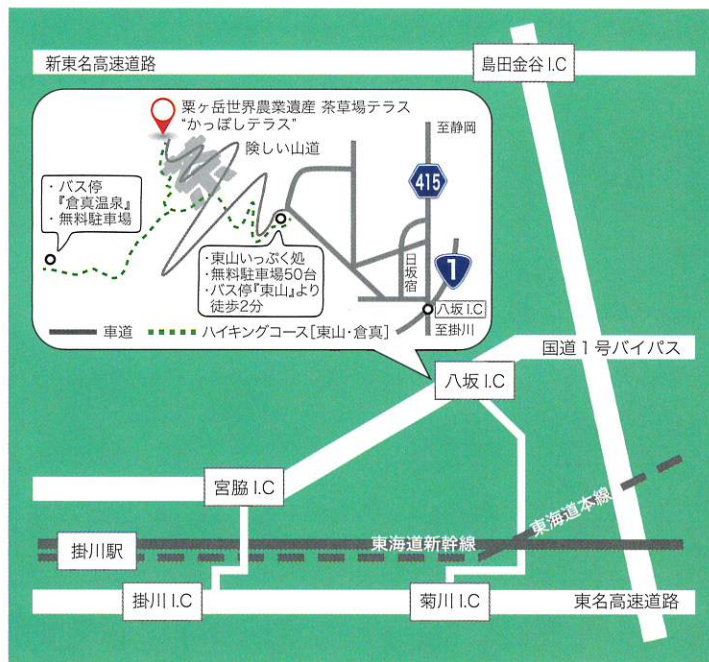 新東名高速道路
島田金谷 I.C
粟ヶ岳世界農業遺産 茶草場テラス
“かっぽしテラス”
険しい山道
至静岡
415
・バス停
『倉真温泉』
・無料駐車場
・東山いっぷく処
・無料駐車場50台
・バス停『東山』より
徒歩2分
日坂宿
1
八坂 I.C
至掛川
車道
ハイキングコース[東山・倉真]
国道1号バイパス
八坂 I.C
宮脇 I.C
東海道本線
東海道新幹線
掛川駅
掛川 I.C
菊川 I.C
東名高速道路